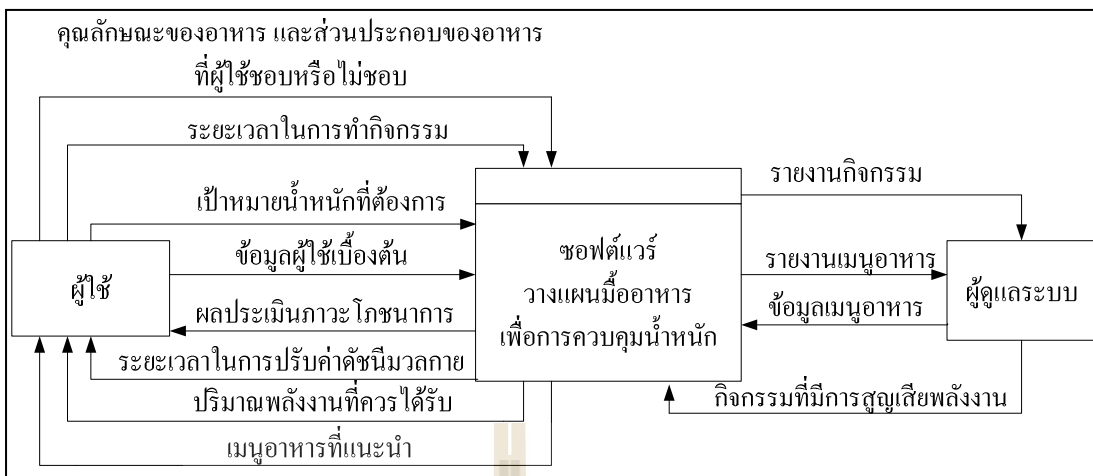 คุณลักษณะของอาหาร และส่วนประกอบของอาหาร
ที่ผู้ใช้ชอบหรือไม่ชอบ
ระยะเวลาในการทำกิจกรรม
เป้าหมายน้ำหนักที่ต้องการ
ข้อมูลผู้ใช้เบื้องต้น
ผู้ใช้
ผลประเมินภาวะโภชนาการ
ระยะเวลาในการปรับค่าดัชนีมวลกาย
ปริมาณพลังงานที่ควรได้รับ
เมนูอาหารที่แนะนำ
ซอฟต์แวร์
วางแผนมื้ออาหาร
เพื่อการควบคุมน้ำหนัก
รายงานกิจกรรม
รายงานเมนูอาหาร
ข้อมูลเมนูอาหาร
ผู้ดูแลระบบ
กิจกรรมที่มีการสูญเสียพลังงาน